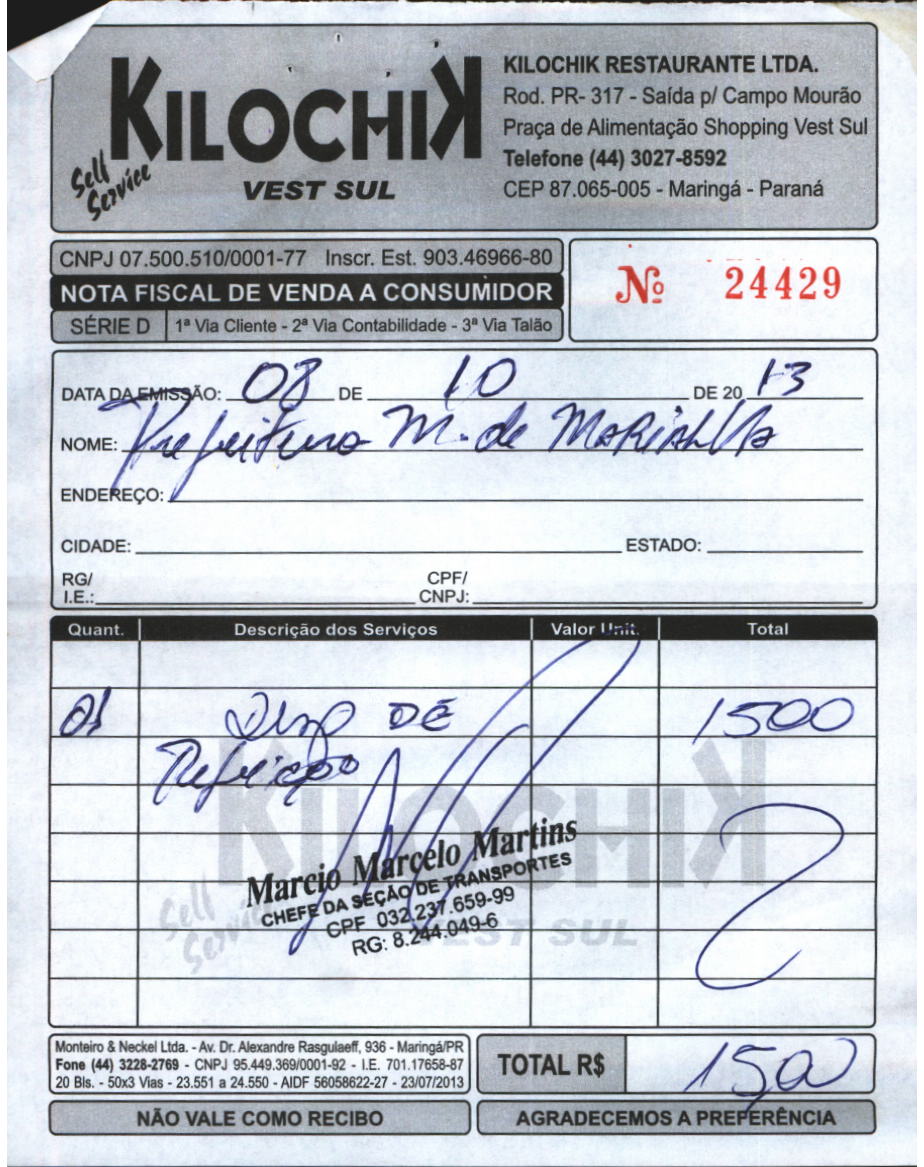 KILOCHIK
Self Service
VEST SUL
KILOCHIK RESTAURANTE LTDA.
Rod. PR- 317 - Saída p/ Campo Mourão
Praça de Alimentação Shopping Vest Sul
Telefone (44) 3027-8592
CEP 87.065-005 - Maringá - Paraná
CNPJ 07.500.510/0001-77 Inscr. Est. 903.46966-80
NOTA FISCAL DE VENDA A CONSUMIDOR
SÉRIE D 1ª Via Cliente - 2ª Via Contabilidade - 3ª Via Talão
Nº 24429
DATA DA EMISSÃO: 08 DE 10 DE 20 13
NOME: Prefeitura M. de MARIALVA
ENDEREÇO:
CIDADE: ESTADO:
RG/ I.E.: CPF/ CNPJ:
Quant. Descrição dos Serviços Valor Unit. Total
01 DE 1500
Refeição
KILOCHIK
Self Service
VEST SUL
Marcio Marcelo Martins
CHEFE DA SEÇÃO DE TRANSPORTES
CPF 032.237.659-99
RG: 8.244.049-6
Monteiro & Neckel Ltda. - Av. Dr. Alexandre Rasgulaeff, 936 - Maringá/PR
Fone (44) 3228-2769 - CNPJ 95.449.369/0001-92 - I.E. 701.17658-87
20 Bls. - 50x3 Vias - 23.551 a 24.550 - AIDF 56058622-27 - 23/07/2013
TOTAL R$ 1500
NÃO VALE COMO RECIBO
AGRADECEMOS A PREFERÊNCIA